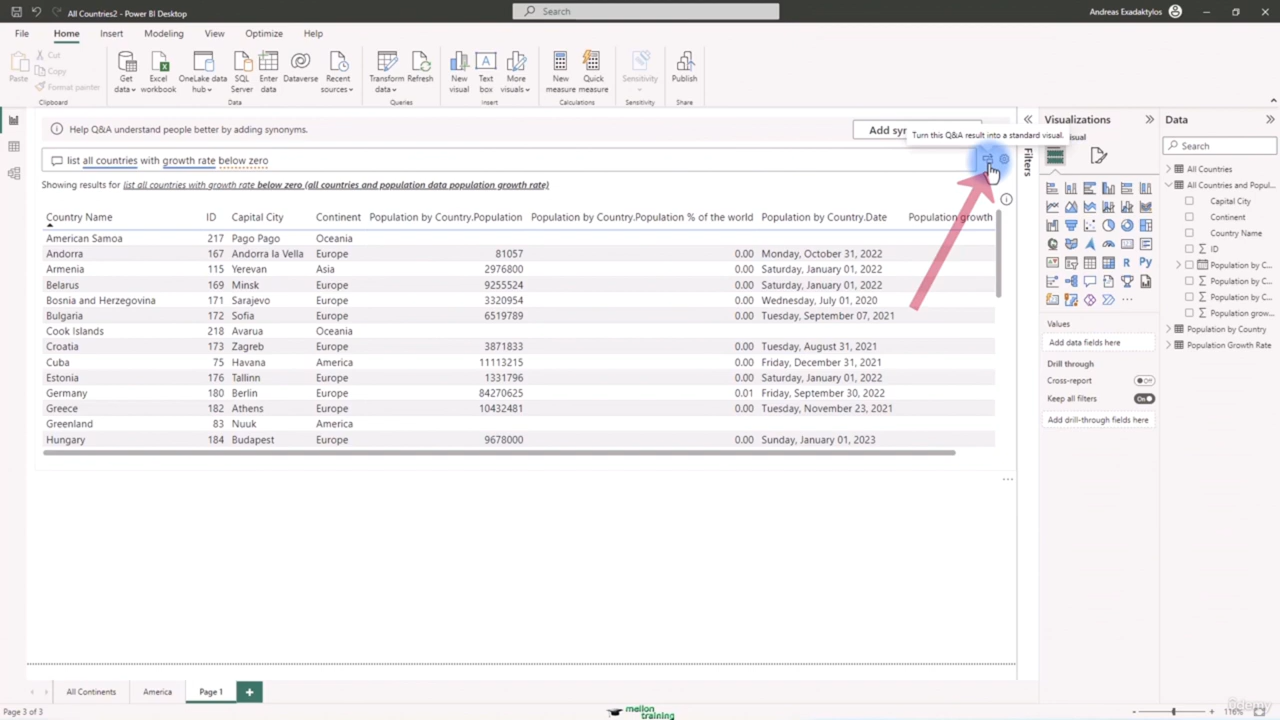 All Countries2 - Power BI Desktop
Search
Andreas Exadaktylos
File Home Insert Modeling View Optimize Help
Paste
Cut
Copy
Format painter
Clipboard
Get data
Excel workbook
OneLake data hub
SQL Server
Enter data
Dataverse
Recent sources
Data
Transform data
Refresh
Queries
New visual
Text box
More visuals
Insert
New measure
Quick measure
Calculations
Sensitivity
Sensitivity
Publish
Share
Help Q&A understand people better by adding synonyms.
Add sy
Turn this Q&A result into a standard visual.
list all countries with growth rate below zero
Showing results for list all countries with growth rate below zero (all countries and population data population growth rate)
Country Name ID Capital City Continent Population by Country.Population Population by Country.Population % of the world Population by Country.Date Population growth
American Samoa 217 Pago Pago Oceania
Andorra 167 Andorra la Vella Europe 81057 0.00 Monday, October 31, 2022
Armenia 115 Yerevan Asia 2976800 0.00 Saturday, January 01, 2022
Belarus 169 Minsk Europe 9255524 0.00 Saturday, January 01, 2022
Bosnia and Herzegovina 171 Sarajevo Europe 3320954 0.00 Wednesday, July 01, 2020
Bulgaria 172 Sofia Europe 6519789 0.00 Tuesday, September 07, 2021
Cook Islands 218 Avarua Oceania
Croatia 173 Zagreb Europe 3871833 0.00 Tuesday, August 31, 2021
Cuba 75 Havana America 11113215 0.00 Friday, December 31, 2021
Estonia 176 Tallinn Europe 1331796 0.00 Saturday, January 01, 2022
Germany 180 Berlin Europe 84270625 0.01 Friday, September 30, 2022
Greece 182 Athens Europe 10432481 0.00 Tuesday, November 23, 2021
Greenland 83 Nuuk America
Hungary 184 Budapest Europe 9678000 0.00 Sunday, January 01, 2023
Filters
Visualizations
visual
R Py
Values
Add data fields here
Drill through
Cross-report Off
Keep all filters On
Add drill-through fields here
Data
Search
All Countries
All Countries and Popul...
Capital City
Continent
Country Name
ID
Population by C...
Population by C...
Population by C...
Population grow...
Population by Country
Population Growth Rate
All Continents America Page 1
Page 3 of 3
mellon training
116%
ûdemy